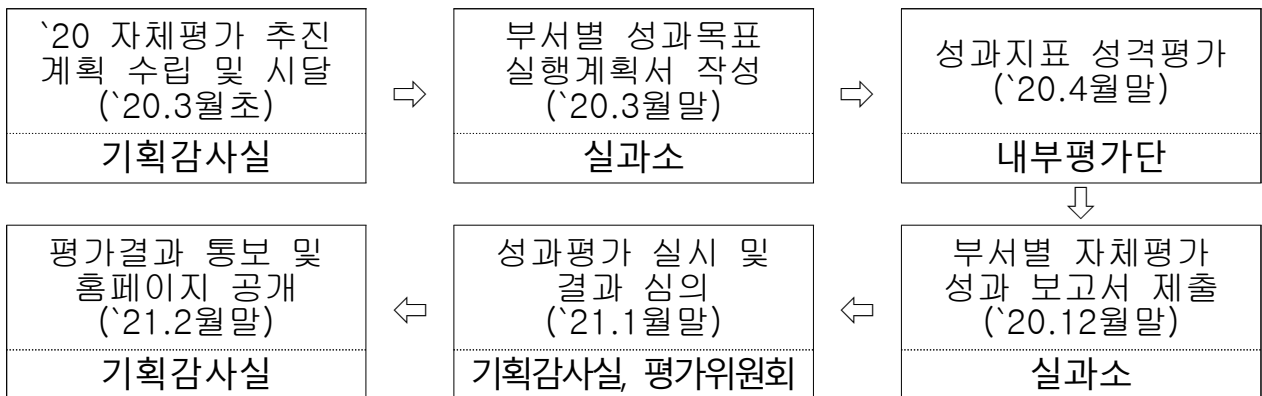 `20 자체평가 추진
계획 수립 및 시달
(`20.3월초)
기획감사실
⇨
부서별 성과목표
실행계획서 작성
(`20.3월말)
실과소
⇨
성과지표 성격평가
(`20.4월말)
내부평가단
⇩
부서별 자체평가
성과 보고서 제출
(`20.12월말)
실과소
⇦
성과평가 실시 및
결과 심의
(`21.1월말)
기획감사실, 평가위원회
⇦
평가결과 통보 및
홈페이지 공개
(`21.2월말)
기획감사실